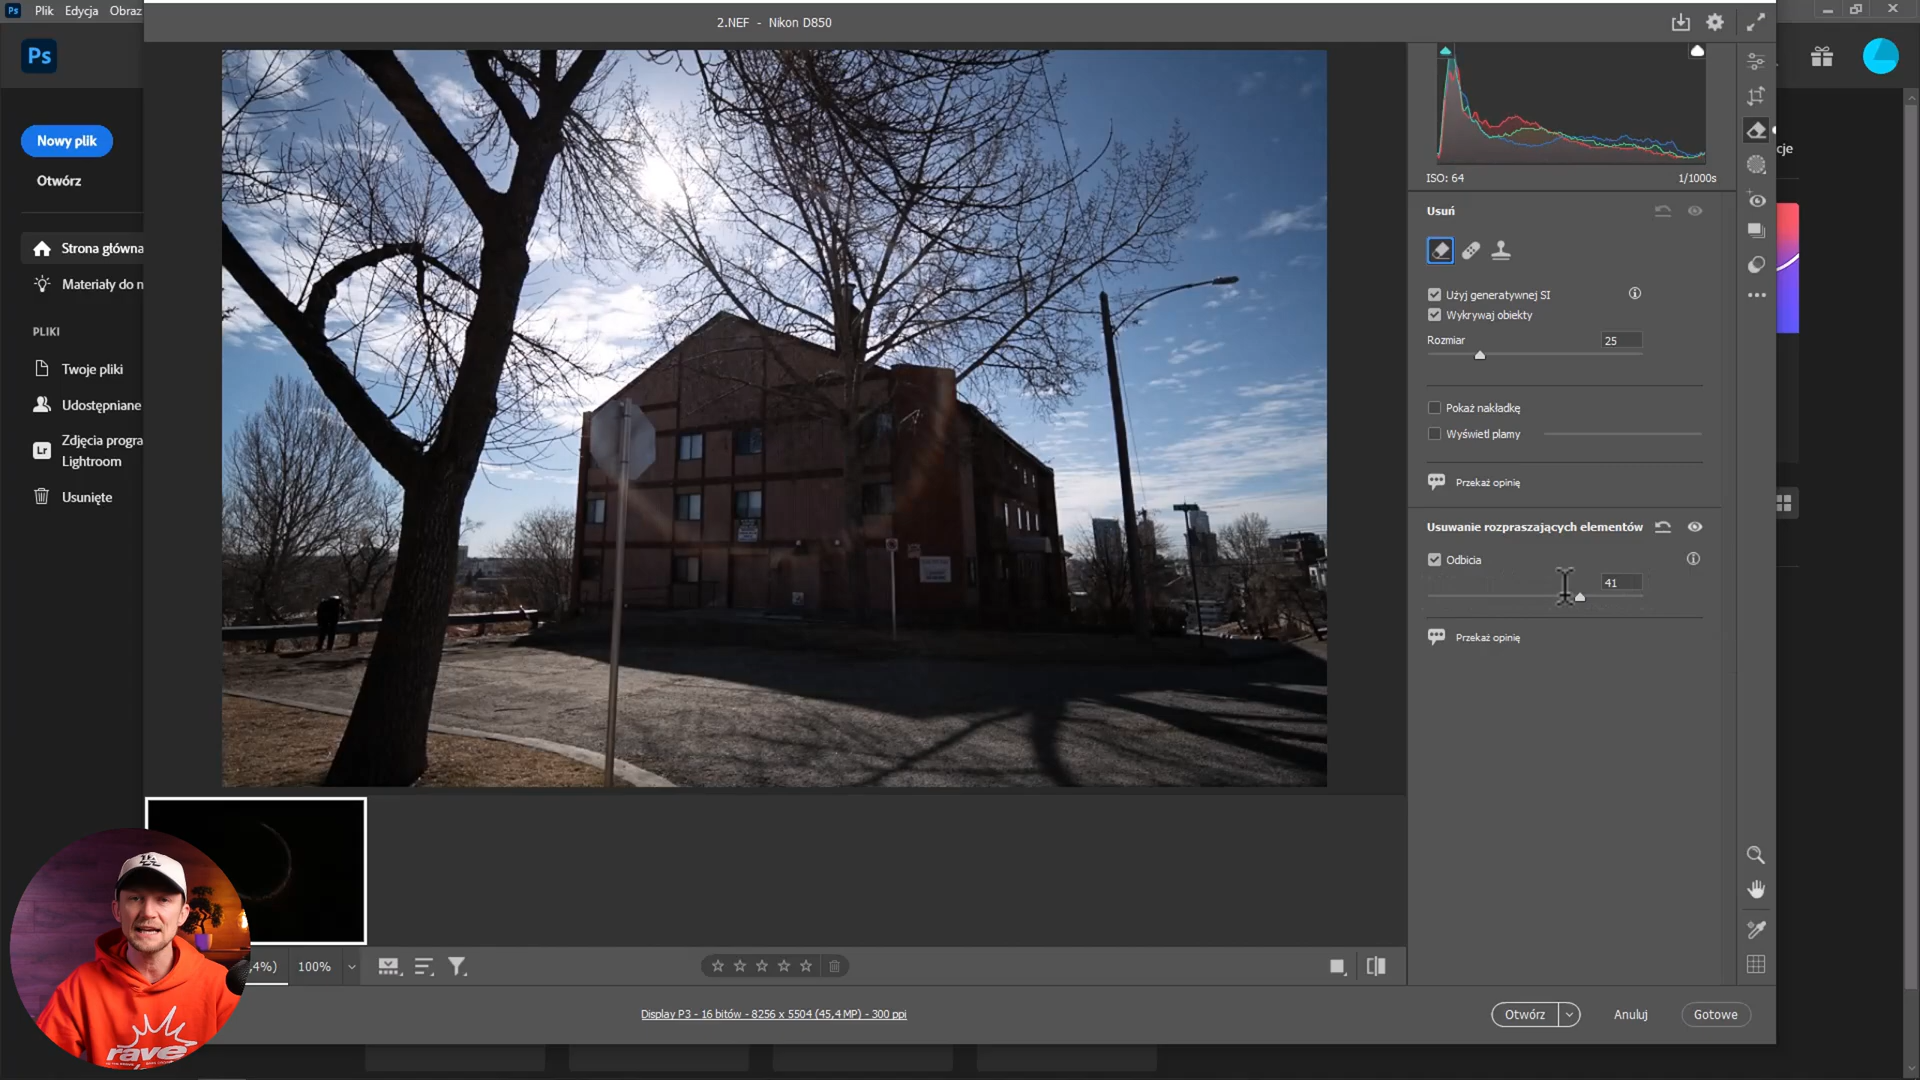 Ps Plik Edycja Obraz
2.NEF - Nikon D850
Ps
Nowy plik
Otwórz
Strona główna
Materiały do n
PLIKI
Twoje pliki
Udostępniane
Zdjęcia progra
Lr Lightroom
Usunięte
cje
ISO: 64 1/1000s
Usuń
Użyj generatywnej SI
Wykrywaj obiekty
Rozmiar 25
Pokaż nakładkę
Wyświetl plamy
Przekaż opinię
Usuwanie rozpraszających elementów
Odbicia
41
Przekaż opinię
,4%) 100%
Display P3 - 16 bitów - 8256 x 5504 (45,4 MP) - 300 ppi
Otwórz Anuluj Gotowe
rave